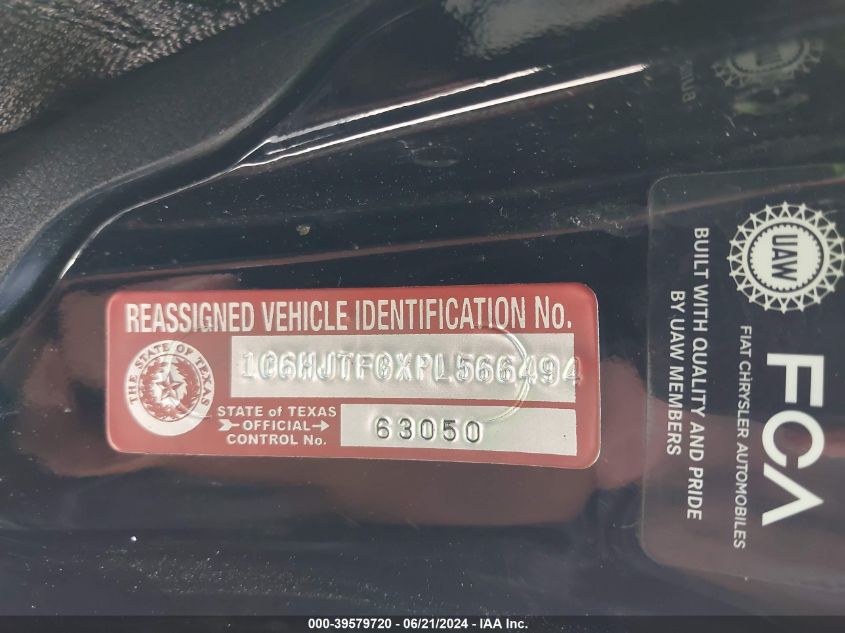 REASSIGNED VEHICLE IDENTIFICATION No.
1C6HJTFGXPL566494
THE STATE OF TEXAS
STATE of TEXAS
OFFICIAL
CONTROL No.
63050
UAW
BUILT WITH QUALITY AND PRIDE
BY UAW MEMBERS
FCA
FIAT CHRYSLER AUTOMOBILES
000-39579720 - 06/21/2024 - IAA Inc.